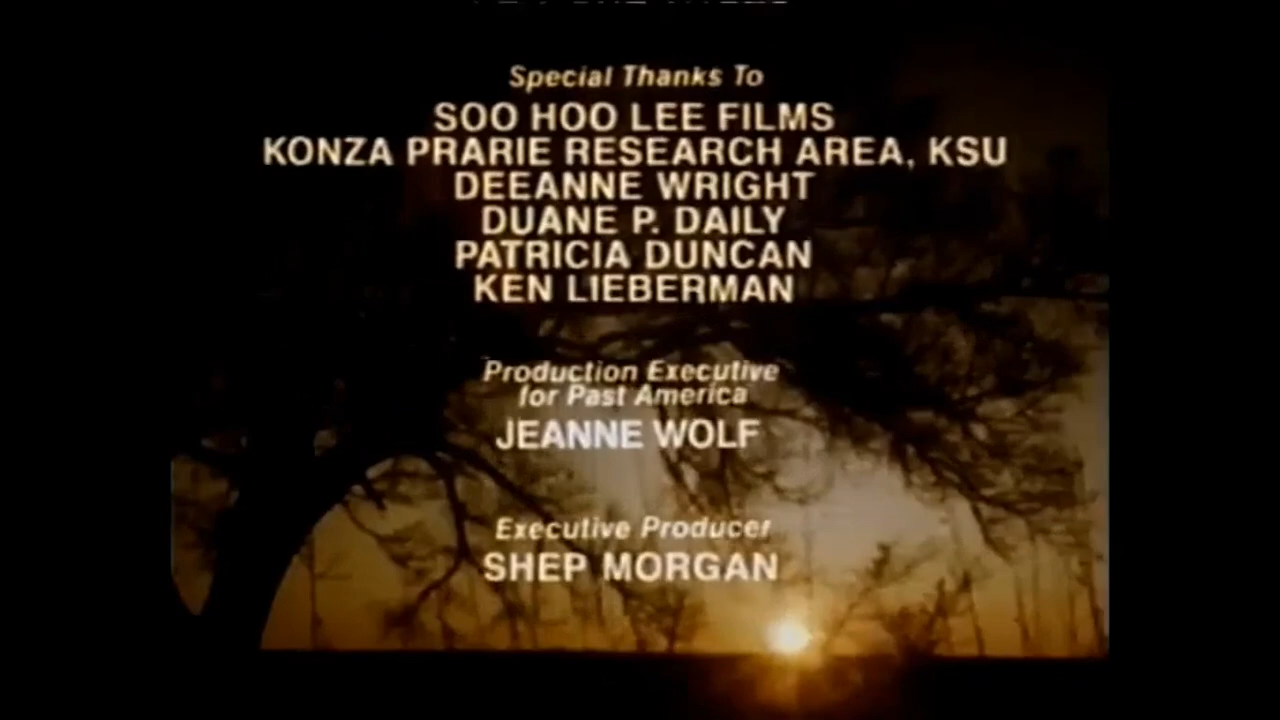 Special Thanks To
SOO HOO LEE FILMS
KONZA PRARIE RESEARCH AREA, KSU
DEEANNE WRIGHT
DUANE P. DAILY
PATRICIA DUNCAN
KEN LIEBERMAN
Production Executive
for Past America
JEANNE WOLF
Executive Producer
SHEP MORGAN